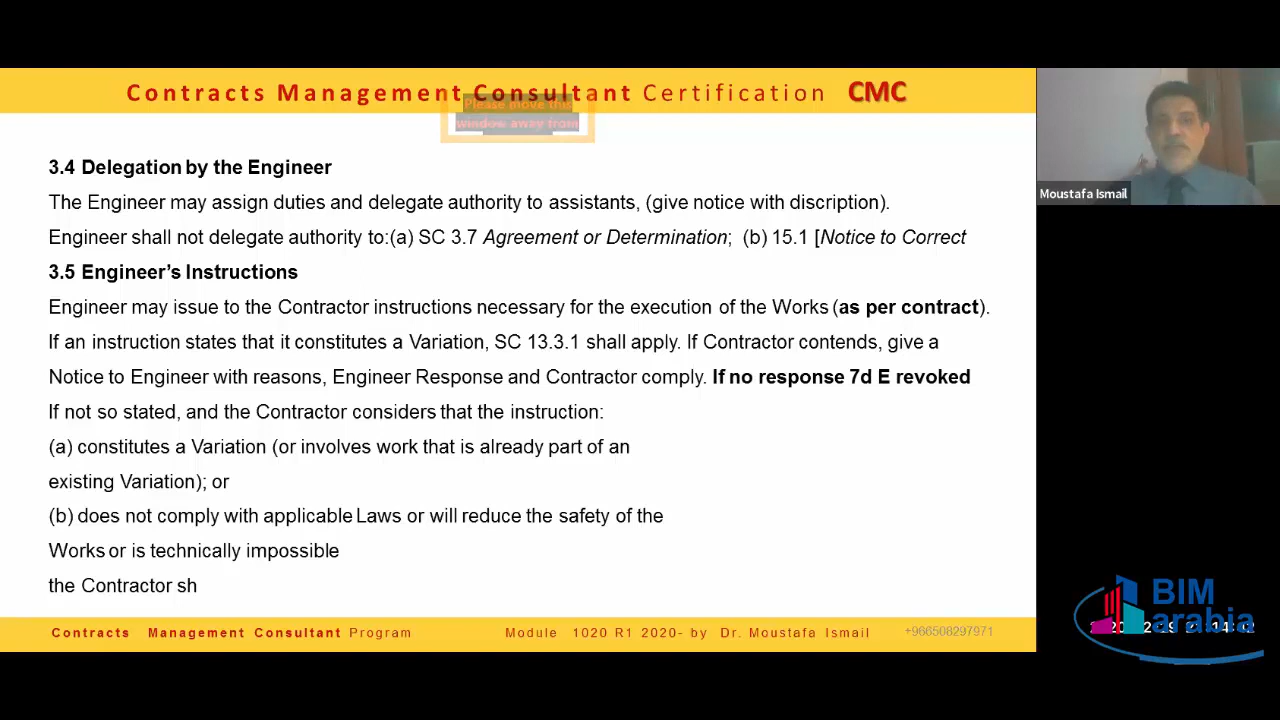 Contracts Management Consultant Certification CMC
Please move this
window away from
Moustafa Ismail
3.4 Delegation by the Engineer
The Engineer may assign duties and delegate authority to assistants, (give notice with discription).
Engineer shall not delegate authority to:(a) SC 3.7 Agreement or Determination; (b) 15.1 [Notice to Correct
3.5 Engineer’s Instructions
Engineer may issue to the Contractor instructions necessary for the execution of the Works (as per contract).
If an instruction states that it constitutes a Variation, SC 13.3.1 shall apply. If Contractor contends, give a
Notice to Engineer with reasons, Engineer Response and Contractor comply. If no response 7d E revoked
If not so stated, and the Contractor considers that the instruction:
(a) constitutes a Variation (or involves work that is already part of an
existing Variation); or
(b) does not comply with applicable Laws or will reduce the safety of the
Works or is technically impossible
the Contractor sh
BIM
arabia
Contracts Management Consultant Program
Module 1020 R1 2020- by Dr. Moustafa Ismail
+966508297971